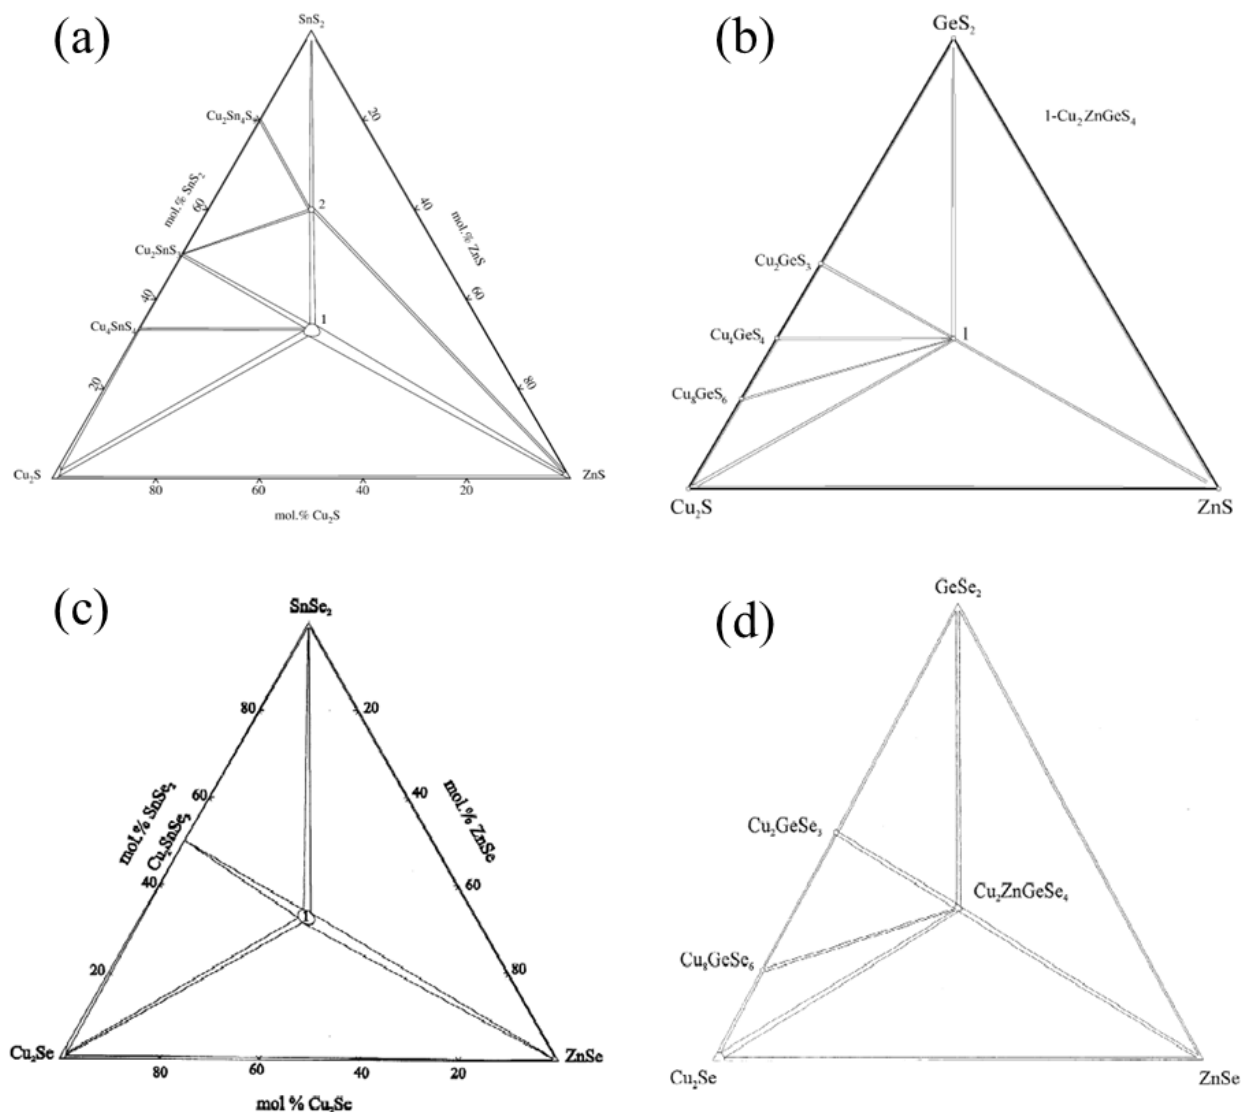 (a)
SnS₂
Cu₂Sn₄S₉
20
mol.% SnS₂
60
40
2
mol.% ZnS
Cu₂SnS₃
40
60
Cu₄SnS₄
1
20
80
Cu₂S
ZnS
80
60
40
20
mol.% Cu₂S
(b)
GeS₂
1-Cu₂ZnGeS₄
Cu₂GeS₃
Cu₄GeS₄
1
Cu₈GeS₆
Cu₂S
ZnS
(c)
SnSe₂
80
20
60
40
mol.% SnSe₂
Cu₂SnSe₃
mol.% ZnSe
40
60
1
20
80
Cu₂Se
ZnSe
80
60
40
20
mol % Cu₂Se
(d)
GeSe₂
Cu₂GeSe₃
Cu₂ZnGeSe₄
Cu₈GeSe₆
Cu₂Se
ZnSe